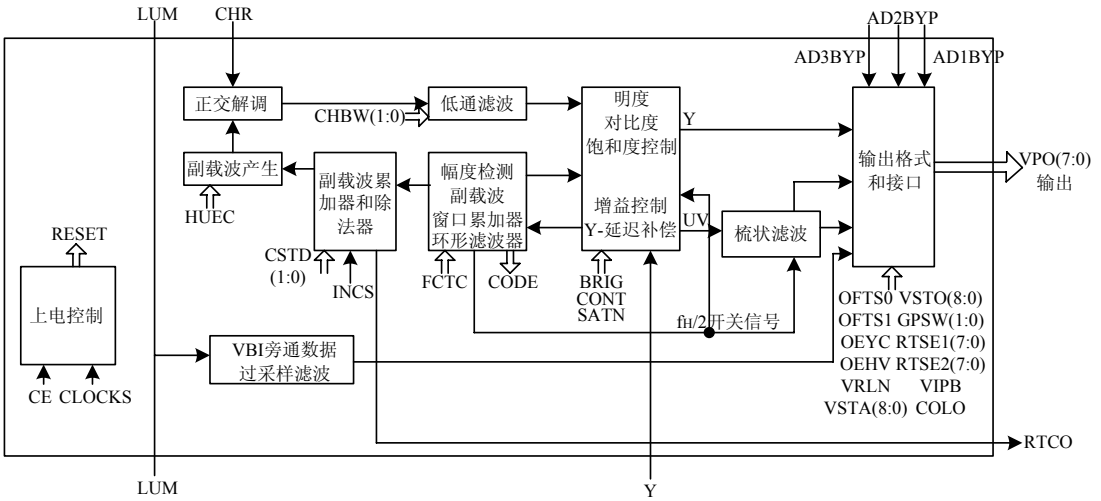 LUM
CHR
AD2BYP
AD3BYP
AD1BYP
正交解调
CHBW(1:0)
低通滤波
明度
对比度
饱和度控制
增益控制
Y-延迟补偿
Y
UV
副载波产生
HUEC
副载波累
加器和除
法器
CSTD
(1:0)
INCS
幅度检测
副载波
窗口累加器
环形滤波器
FCTC
CODE
BRIG
CONT
SATN
梳状滤波
fH/2开关信号
输出格式
和接口
VPO(7:0)
输出
RESET
上电控制
CE CLOCKS
VBI旁通数据
过采样滤波
OFTS0 VSTO(8:0)
OFTS1 GPSW(1:0)
OEYC RTSE1(7:0)
OEHV RTSE2(7:0)
VRLN VIPB
VSTA(8:0) COLO
RTCO
LUM
Y